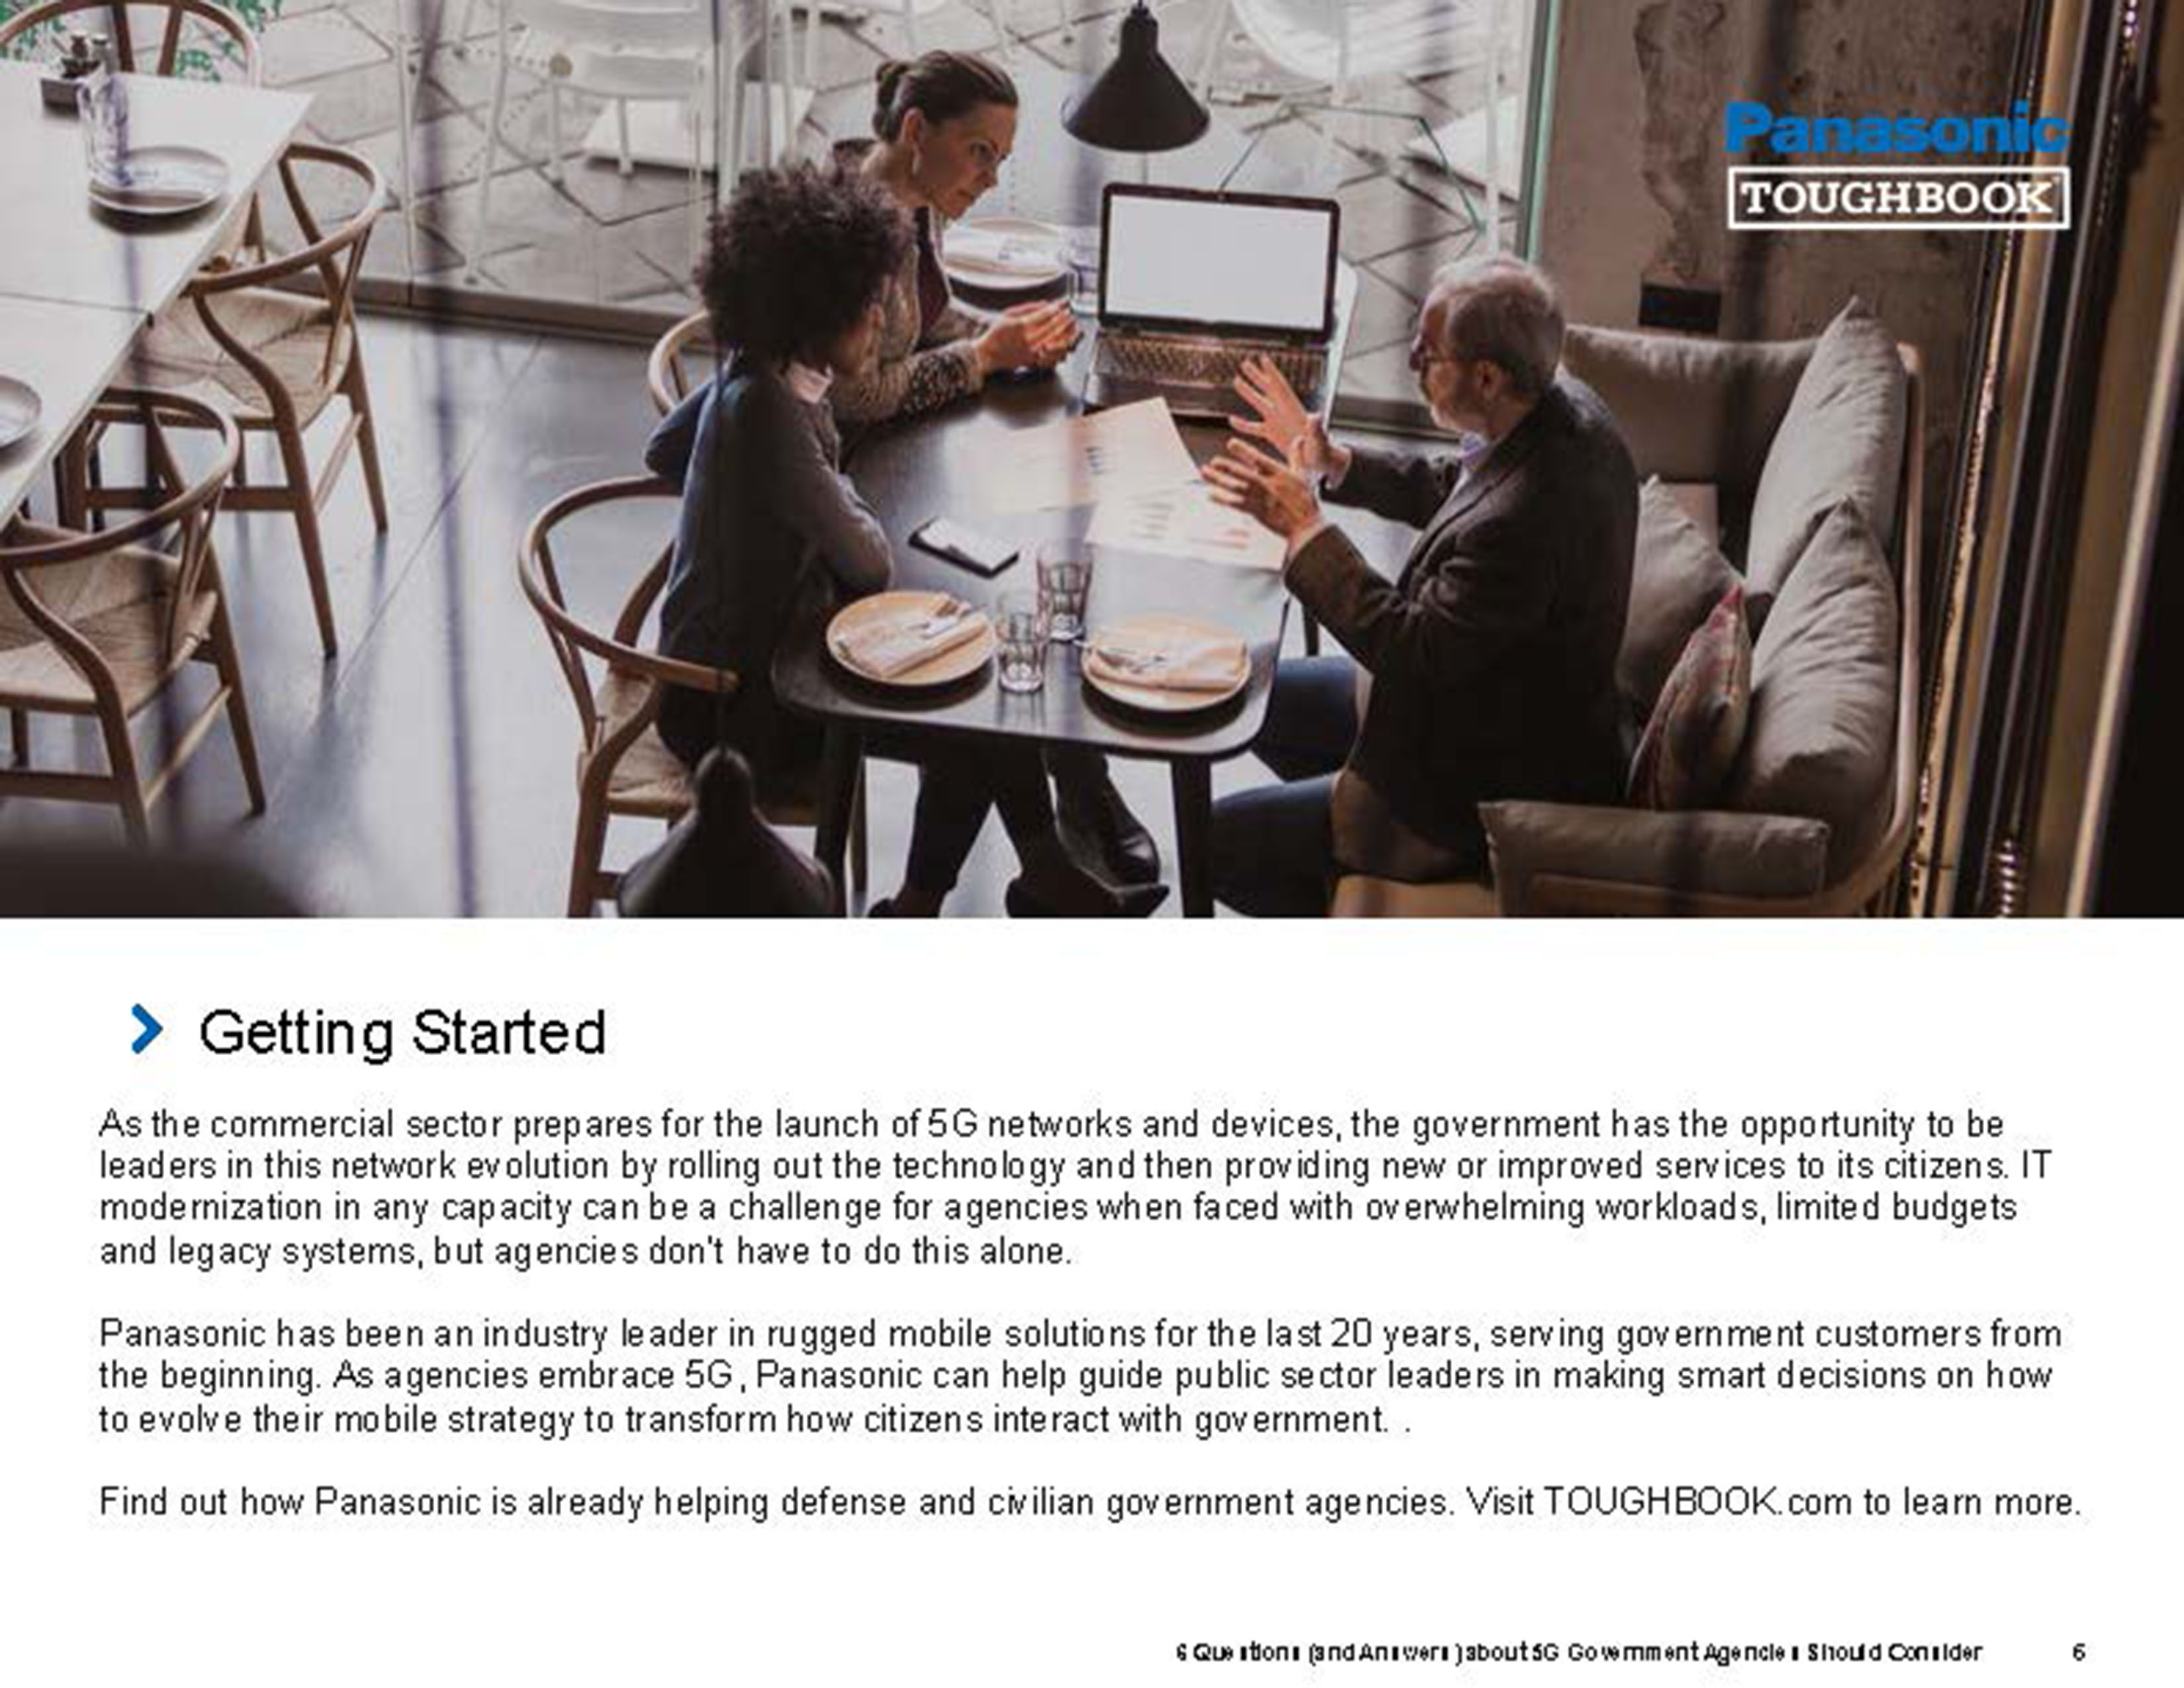 Panasonic
TOUGHBOOK
Getting Started
As the commercial sector prepares for the launch of 5G networks and devices, the government has the opportunity to be
leaders in this network evolution by rolling out the technology and then providing new or improved services to its citizens. IT
modernization in any capacity can be a challenge for agencies when faced with overwhelming workloads, limited budgets
and legacy systems, but agencies don't have to do this alone.
Panasonic has been an industry leader in rugged mobile solutions for the last 20 years, serving government customers from
the beginning. As agencies embrace 5G, Panasonic can help guide public sector leaders in making smart decisions on how
to evolve their mobile strategy to transform how citizens interact with government. .
Find out how Panasonic is already helping defense and civilian government agencies. Visit TOUGHBOOK.com to learn more.
6 Questions (and Answers) about 5G Government Agencies Should Consider 6